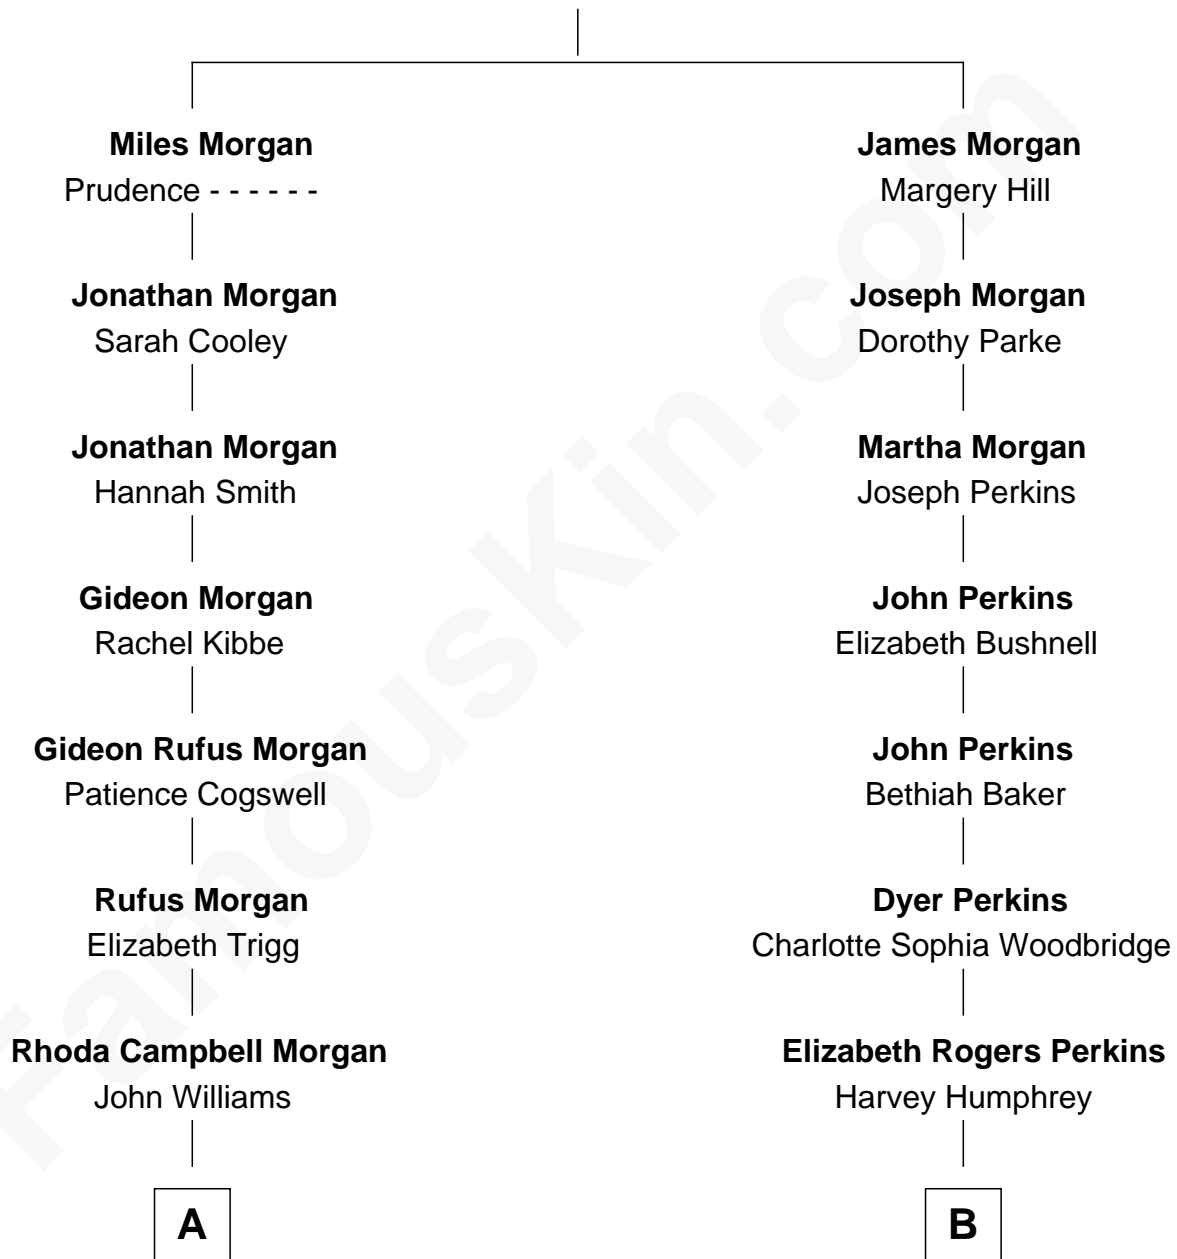 Miles Morgan
Prudence - - - - - -
Jonathan Morgan
Sarah Cooley
Jonathan Morgan
Hannah Smith
Gideon Morgan
Rachel Kibbe
Gideon Rufus Morgan
Patience Cogswell
Rufus Morgan
Elizabeth Trigg
Rhoda Campbell Morgan
John Williams
A
James Morgan
Margery Hill
Joseph Morgan
Dorothy Parke
Martha Morgan
Joseph Perkins
John Perkins
Elizabeth Bushnell
John Perkins
Bethiah Baker
Dyer Perkins
Charlotte Sophia Woodbridge
Elizabeth Rogers Perkins
Harvey Humphrey
B
FamousKin.com